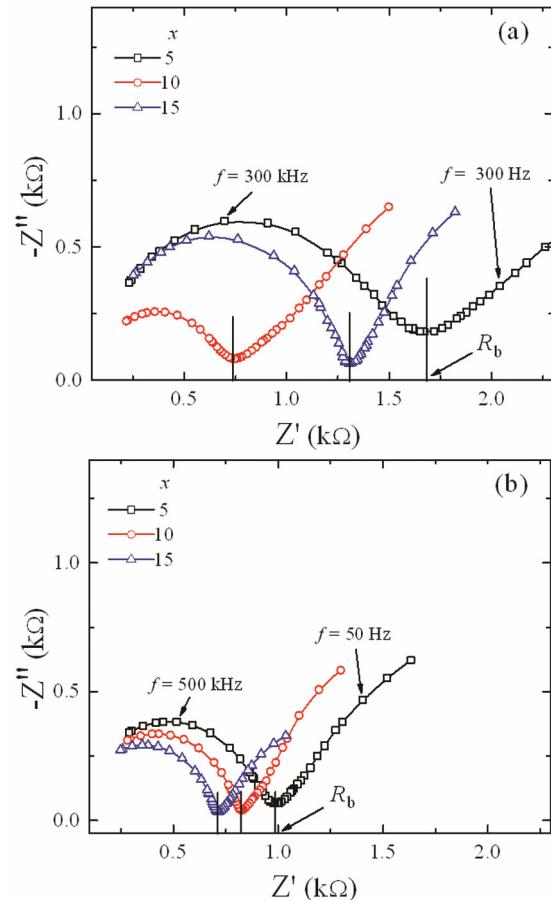 (a)
x
5
10
15
f = 300 kHz
f = 300 Hz
R_b
-Z'' (kΩ)
1.0
0.5
0.0
0.5 1.0 1.5 2.0
Z' (kΩ)
(b)
x
5
10
15
f = 500 kHz
f = 50 Hz
R_b
-Z'' (kΩ)
1.0
0.5
0.0
0.5 1.0 1.5 2.0
Z' (kΩ)